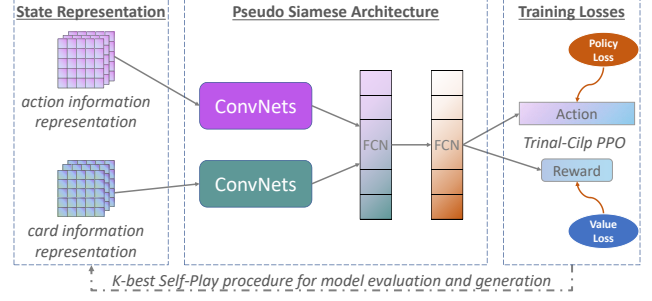 State Representation
Pseudo Siamese Architecture
Training Losses
action information
representation
card information
representation
ConvNets
ConvNets
FCN
FCN
Policy
Loss
Action
Trinal-Cilp PPO
Reward
Value
Loss
K-best Self-Play procedure for model evaluation and generation